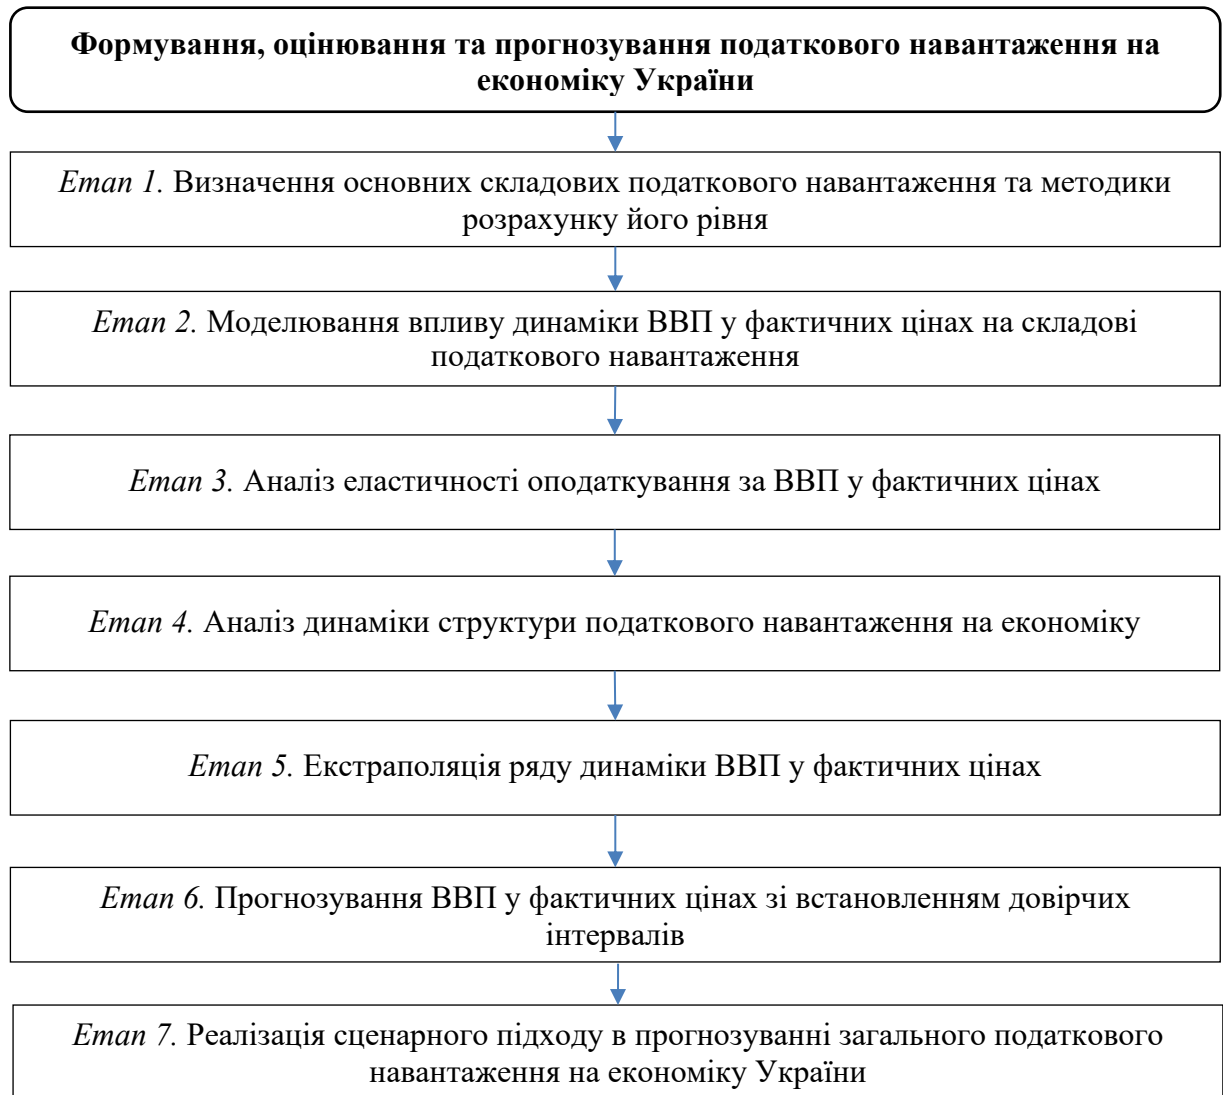 Формування, оцінювання та прогнозування податкового навантаження на
економіку України
Етап 1. Визначення основних складових податкового навантаження та методики
розрахунку його рівня
Етап 2. Моделювання впливу динаміки ВВП у фактичних цінах на складові
податкового навантаження
Етап 3. Аналіз еластичності оподаткування за ВВП у фактичних цінах
Етап 4. Аналіз динаміки структури податкового навантаження на економіку
Етап 5. Екстраполяція ряду динаміки ВВП у фактичних цінах
Етап 6. Прогнозування ВВП у фактичних цінах зі встановленням довірчих
інтервалів
Етап 7. Реалізація сценарного підходу в прогнозуванні загального податкового
навантаження на економіку України